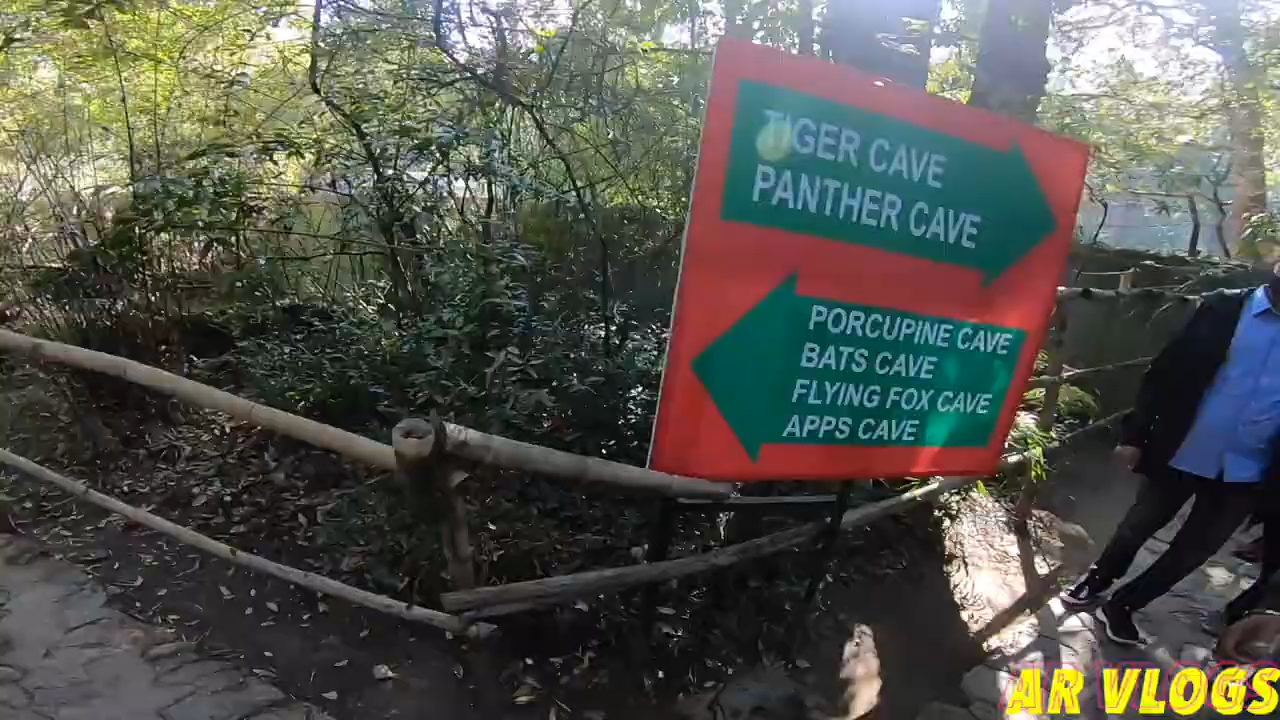 TIGER CAVE
PANTHER CAVE
PORCUPINE CAVE
BATS CAVE
FLYING FOX CAVE
APPS CAVE
AR VLOGS